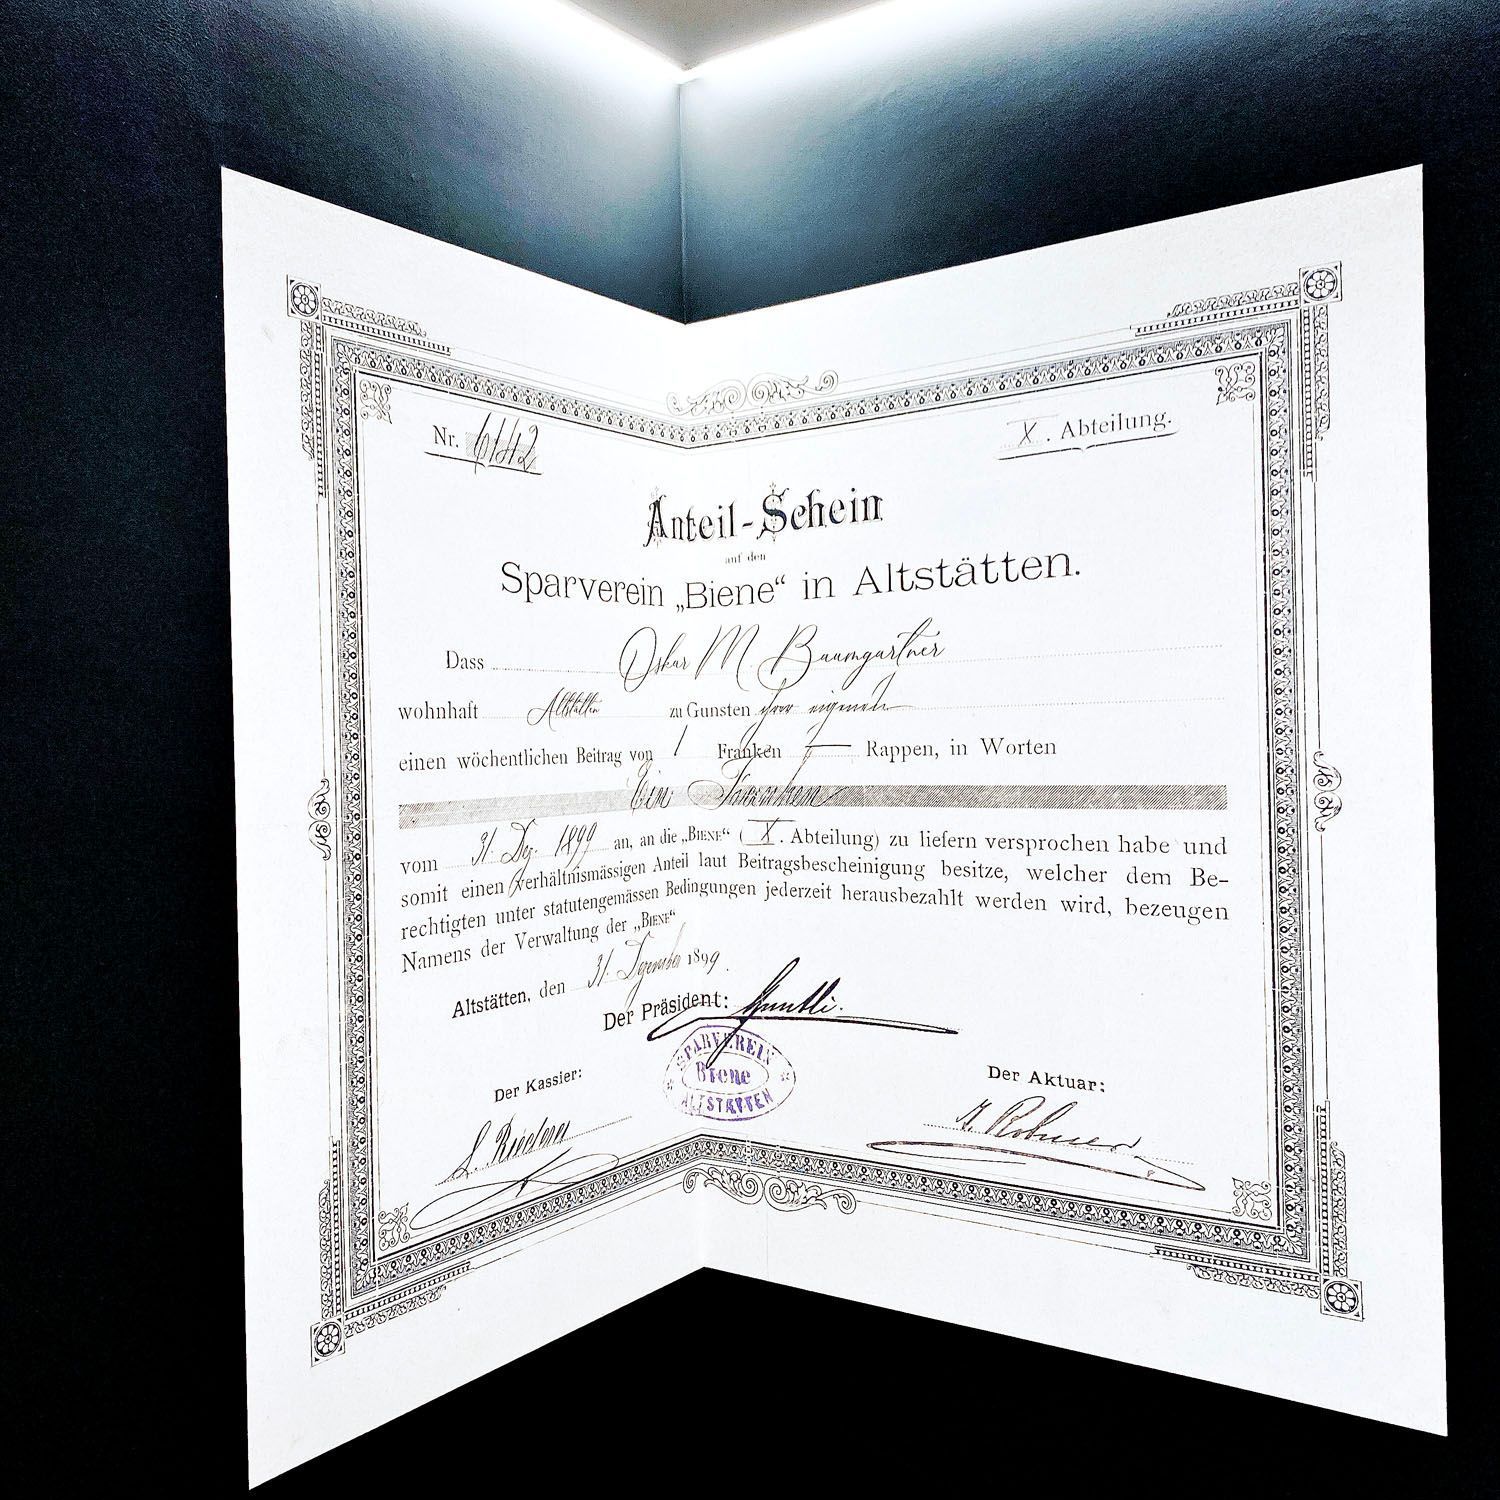 Nr. 6142
X. Abteilung.
Anteil-Schein
auf den
Sparverein „Biene“ in Altstätten.
Dass Oskar M. Baumgartner
wohnhaft Altstätten zu Gunsten
einen wöchentlichen Beitrag von 1 Franken — Rappen, in Worten
Ein Franken
vom 31. Dez. 1899 an, an die „BIENE“ (X. Abteilung) zu liefern versprochen habe und
somit einen verhältnismässigen Anteil laut Beitragsbescheinigung besitze, welcher dem Be-
rechtigten unter statutengemässen Bedingungen jederzeit herausbezahlt werden wird, bezeugen
Namens der Verwaltung der „BIENE“
Altstätten, den 31. Dezember 1899.
Der Präsident:
SPARVEREIN
Biene
ALTSTÆTTEN
Der Kassier:
Der Aktuar: